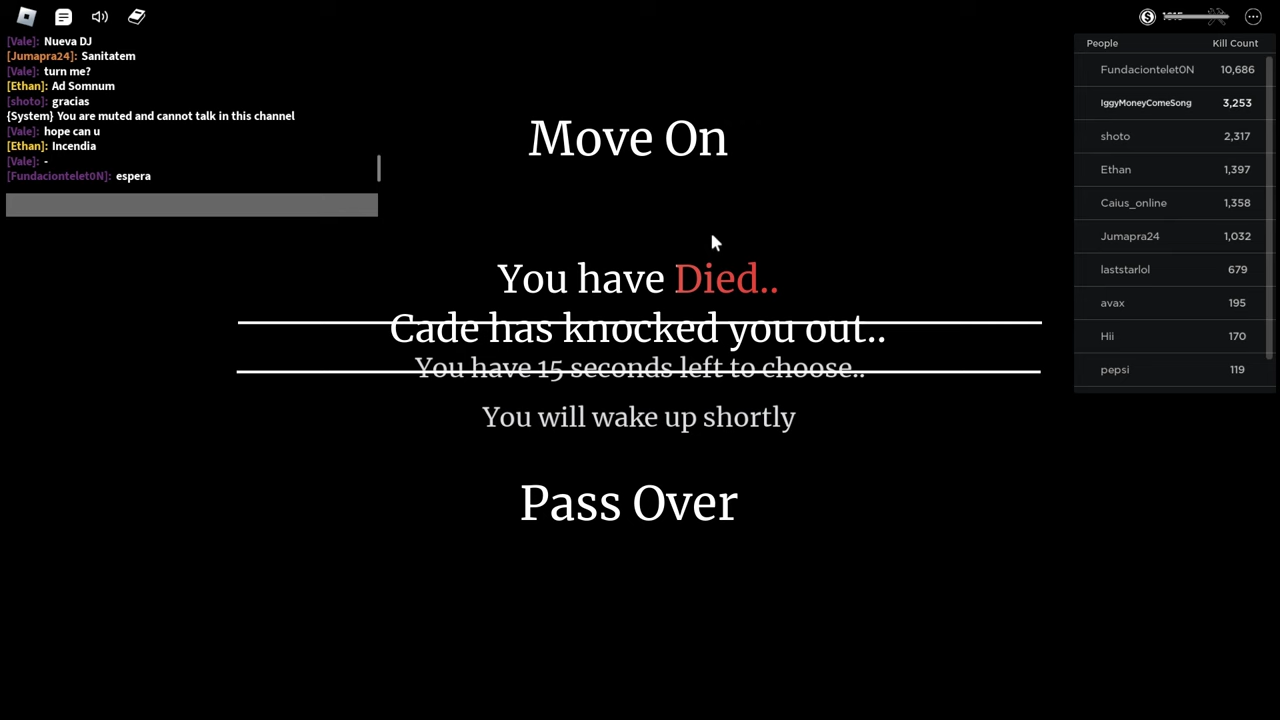 [Vale]: Nueva DJ
[Jumapra24]: Sanitatem
[Vale]: turn me?
[Ethan]: Ad Somnum
[shoto]: gracias
{System} You are muted and cannot talk in this channel
[Vale]: hope can u
[Ethan]: Incendia
[Vale]: -
[Fundaciontelet0N]: espera
Move On
You have Died..
Cade has knocked you out..
You have 15 seconds left to choose..
You will wake up shortly
Pass Over
People Kill Count
Fundaciontelet0N 10,686
IggyMoneyComeSong 3,253
shoto 2,317
Ethan 1,397
Caius_online 1,358
Jumapra24 1,032
laststarlol 679
avax 195
Hii 170
pepsi 119